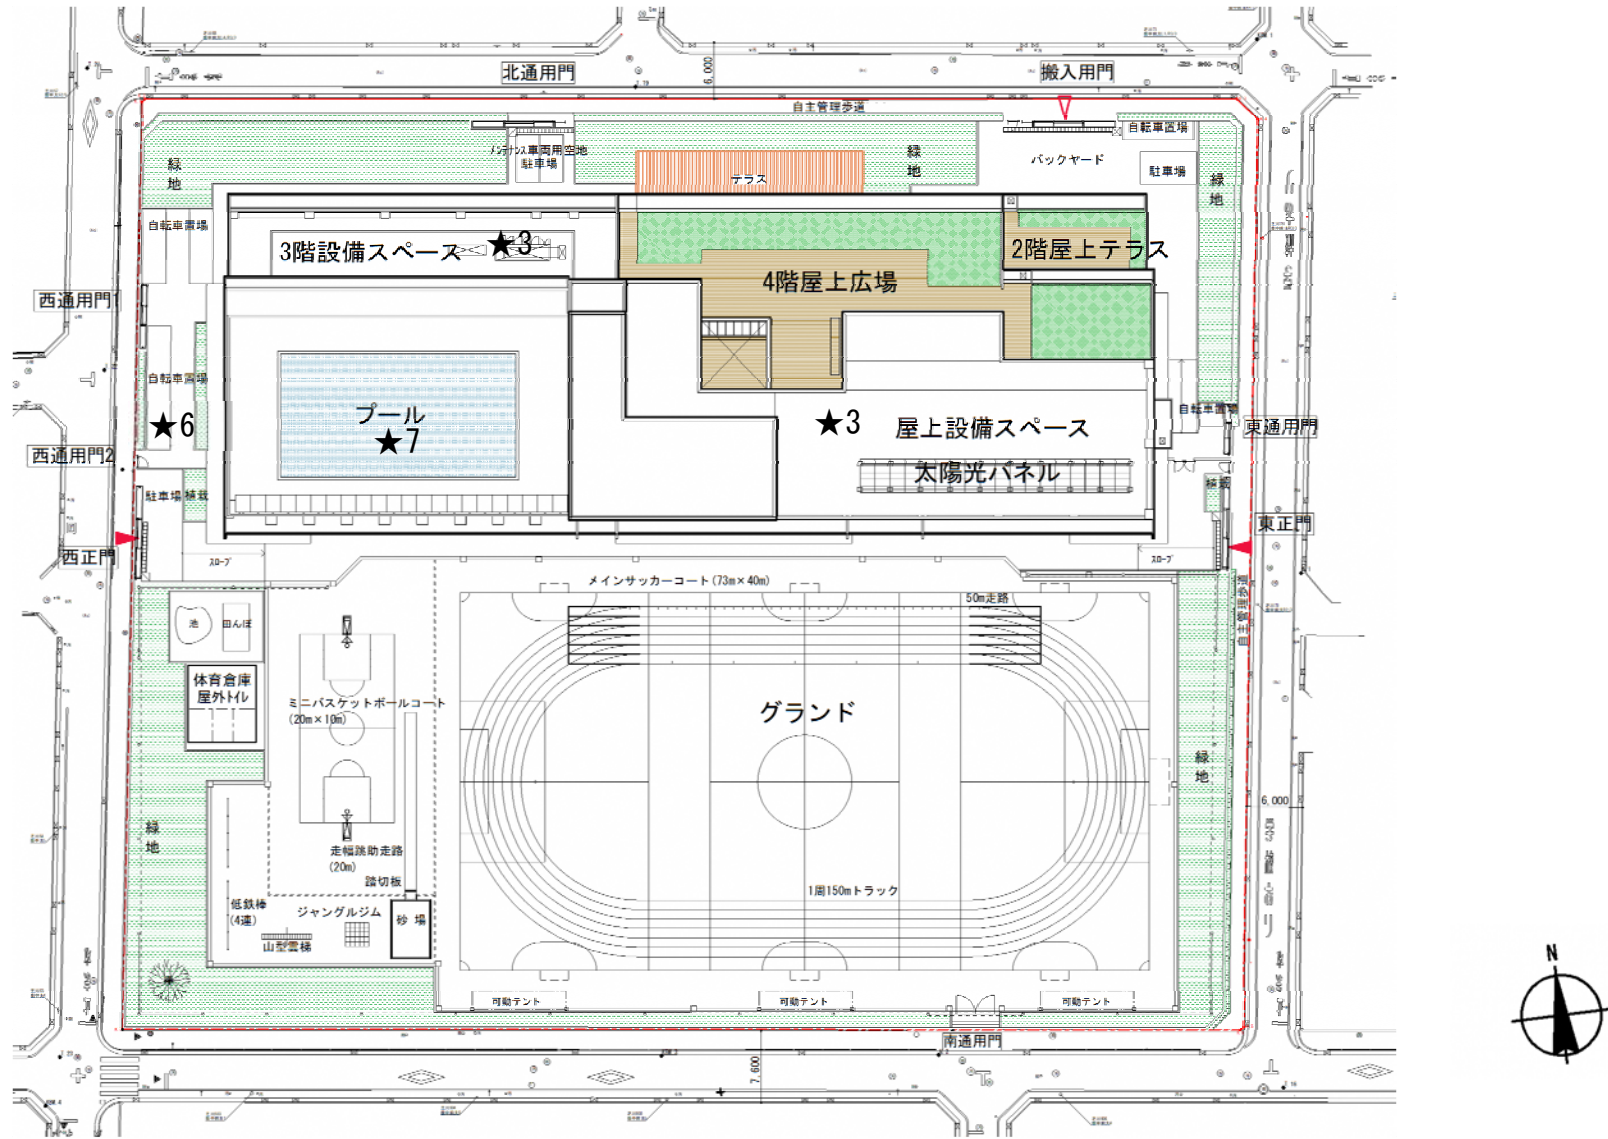 北通用門
搬入用門
6,000
自主管理歩道
自転車置場
メンテナンス車両用空地
駐車場
緑地
テラス
緑地
バックヤード
駐車場
緑地
自転車置場
3階設備スペース
★3
4階屋上広場
2階屋上テラス
西通用門1
自転車置場
プール
★7
★6
★3
屋上設備スペース
自転車置場
東通用門
西通用門2
太陽光パネル
駐車場
植栽
植栽
東正門
西正門
スロープ
スロープ
メインサッカーコート(73m×40m)
50m走路
自主管理歩道
池
田んぼ
体育倉庫
屋外トイレ
ミニバスケットボールコート
(20m×10m)
グランド
緑地
6,000
緑地
走幅跳助走路
(20m)
踏切板
1周150mトラック
低鉄棒
(4連)
ジャングルジム
砂場
山型雲梯
可動テント
可動テント
可動テント
南通用門
7,600
N